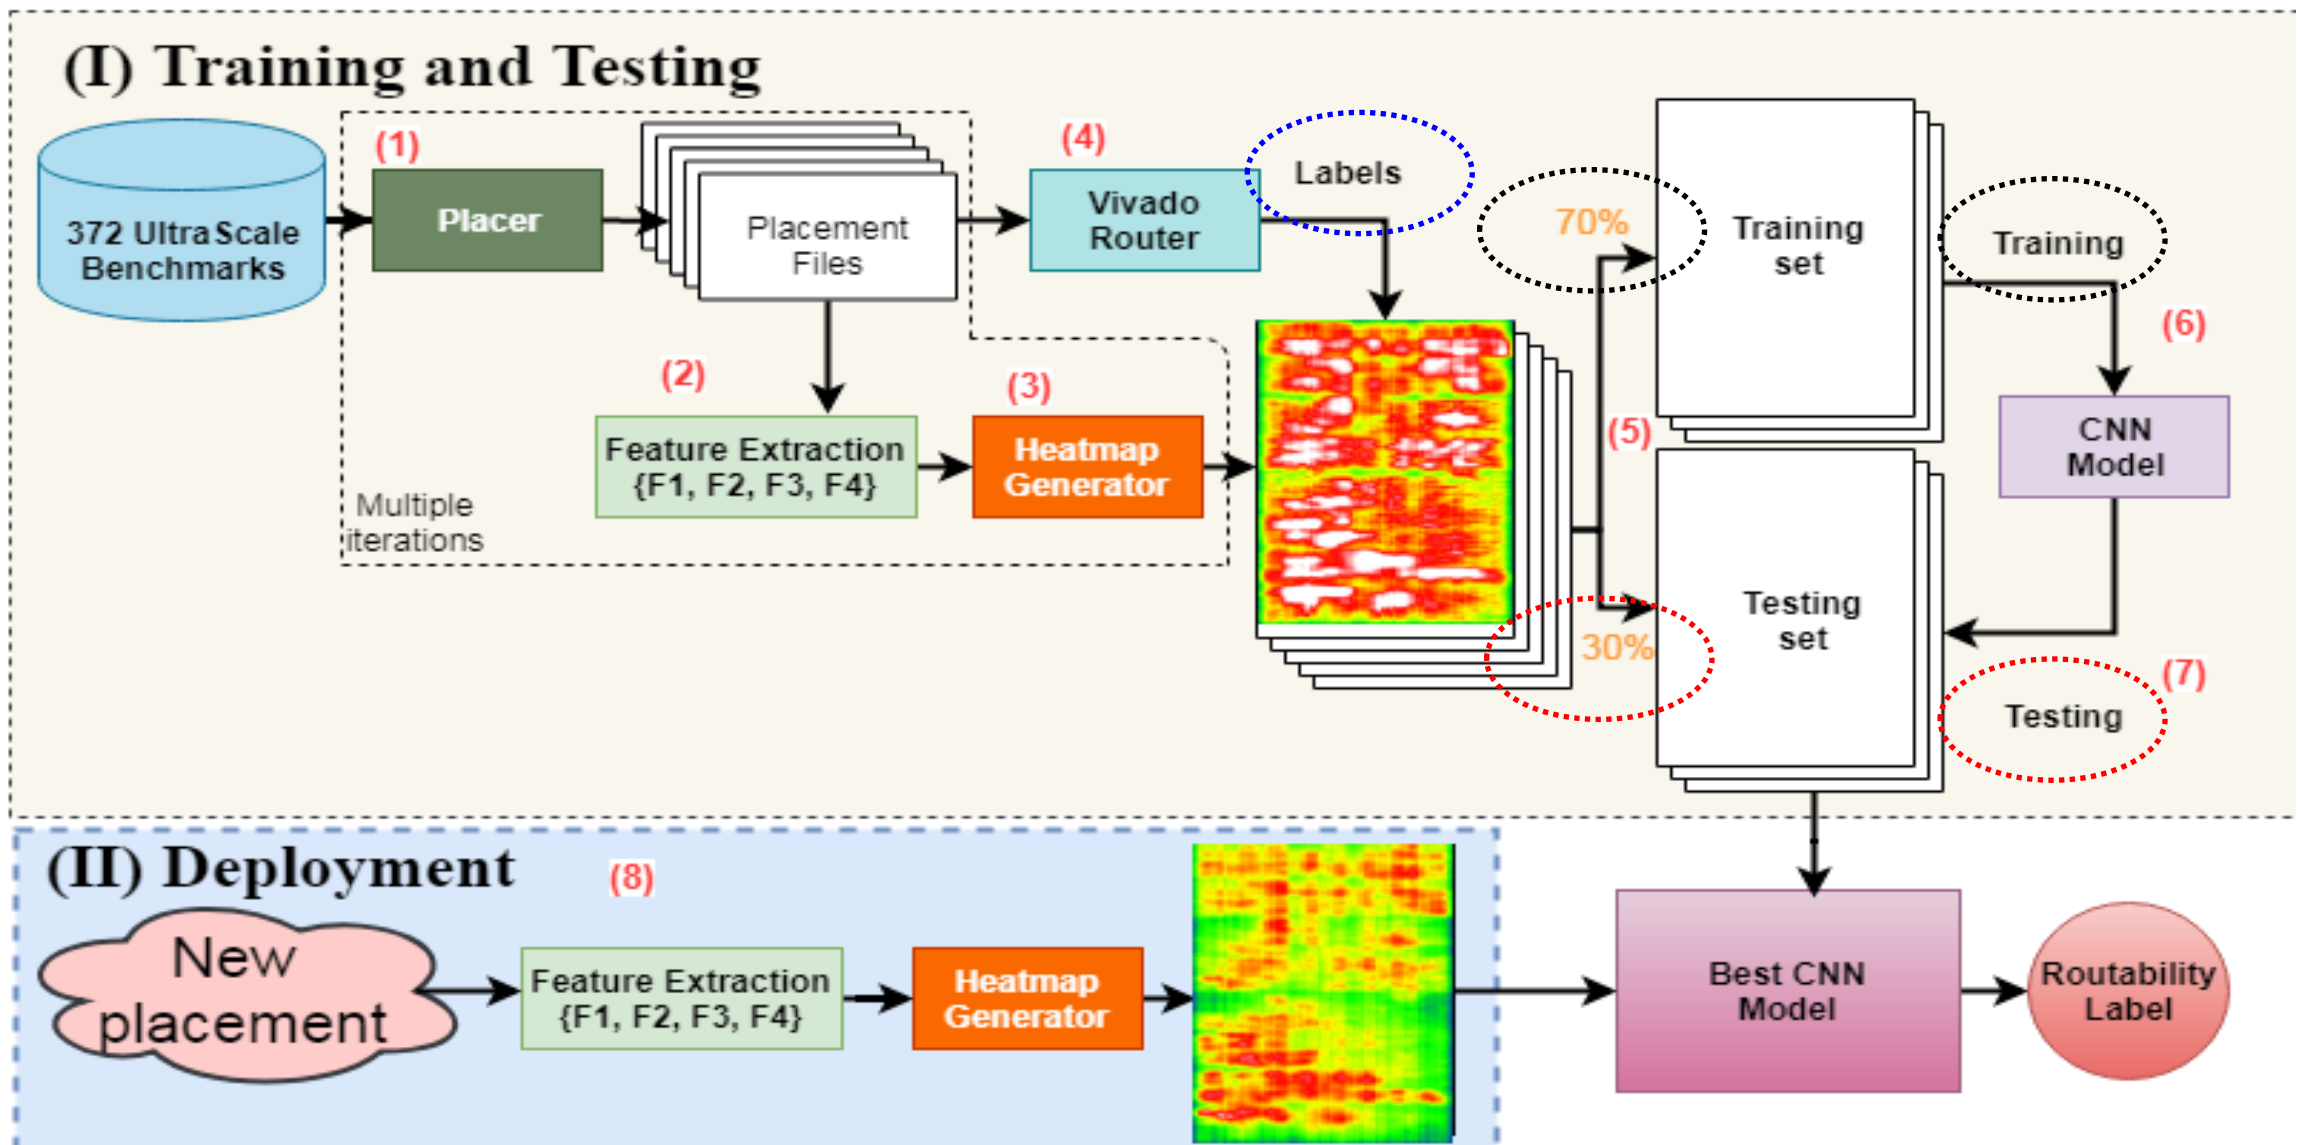 (I) Training and Testing
372 UltraScale
Benchmarks
(1)
Placer
Placement
Files
(4)
Vivado
Router
Labels
(2)
Feature Extraction
{F1, F2, F3, F4}
(3)
Heatmap
Generator
Multiple
iterations
70%
30%
(5)
Training
set
Testing
set
Training
(6)
CNN
Model
(7)
Testing
(II) Deployment
(8)
New
placement
Feature Extraction
{F1, F2, F3, F4}
Heatmap
Generator
Best CNN
Model
Routability
Label